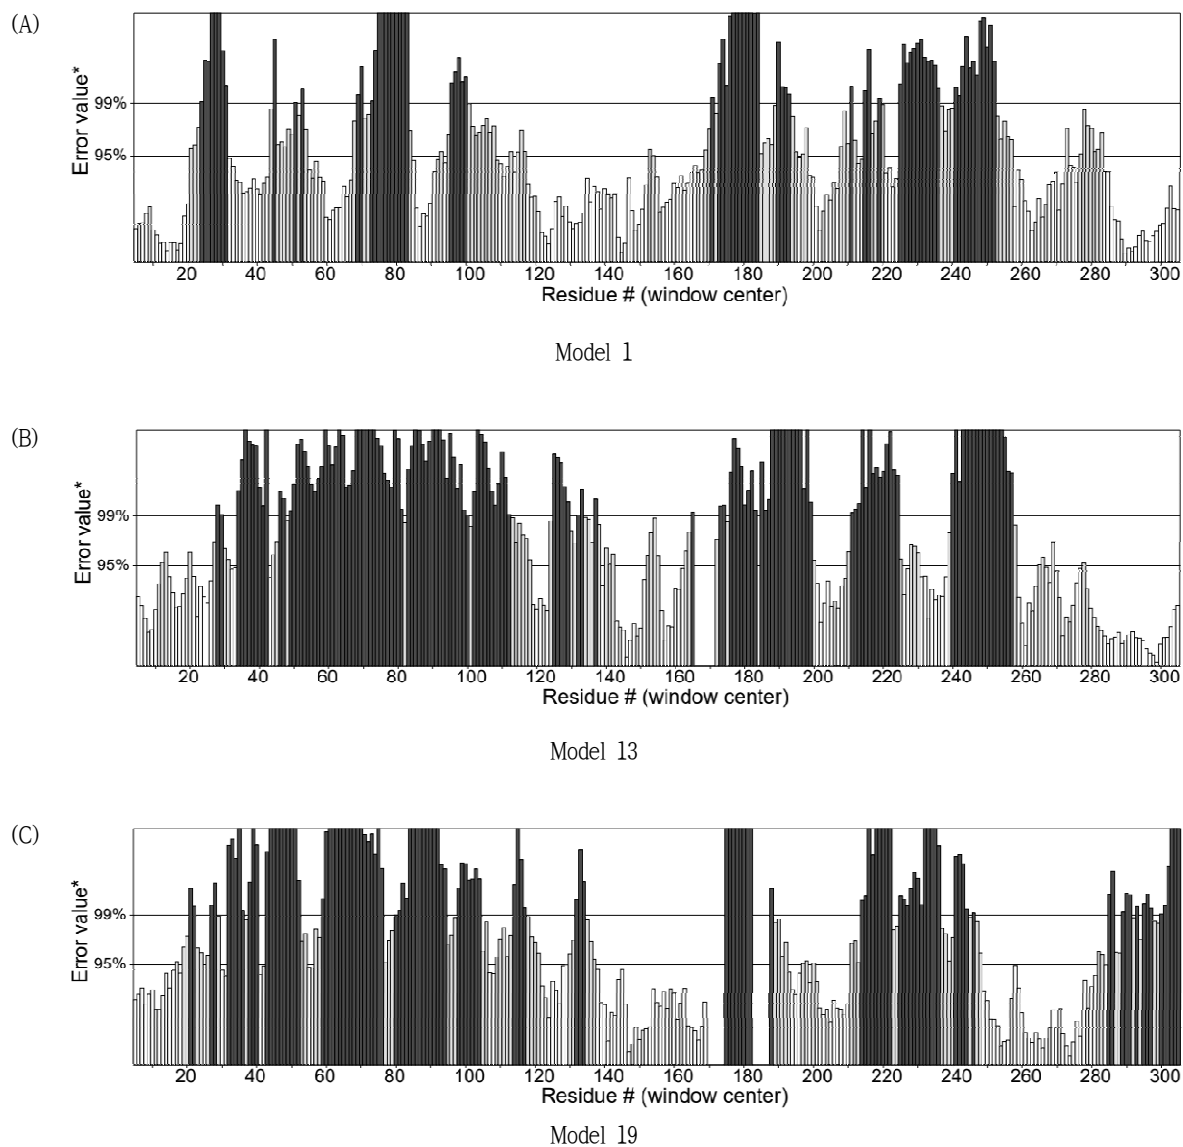 (A)
Error value*
99%
95%
20 40 60 80 100 120 140 160 180 200 220 240 260 280 300
Residue # (window center)
Model 1
(B)
Error value*
99%
95%
20 40 60 80 100 120 140 160 180 200 220 240 260 280 300
Residue # (window center)
Model 13
(C)
Error value*
99%
95%
20 40 60 80 100 120 140 160 180 200 220 240 260 280 300
Residue # (window center)
Model 19